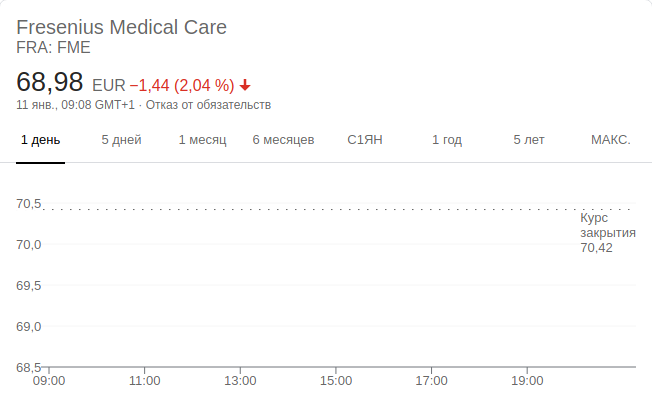 Fresenius Medical Care
FRA: FME
68,98 EUR −1,44 (2,04 %)
11 янв., 09:08 GMT+1 · Отказ от обязательств
1 день 5 дней 1 месяц 6 месяцев С1ЯН 1 год 5 лет МАКС.
70,5
Курс
закрытия
70,42
70,0
69,5
69,0
68,5
09:00 11:00 13:00 15:00 17:00 19:00